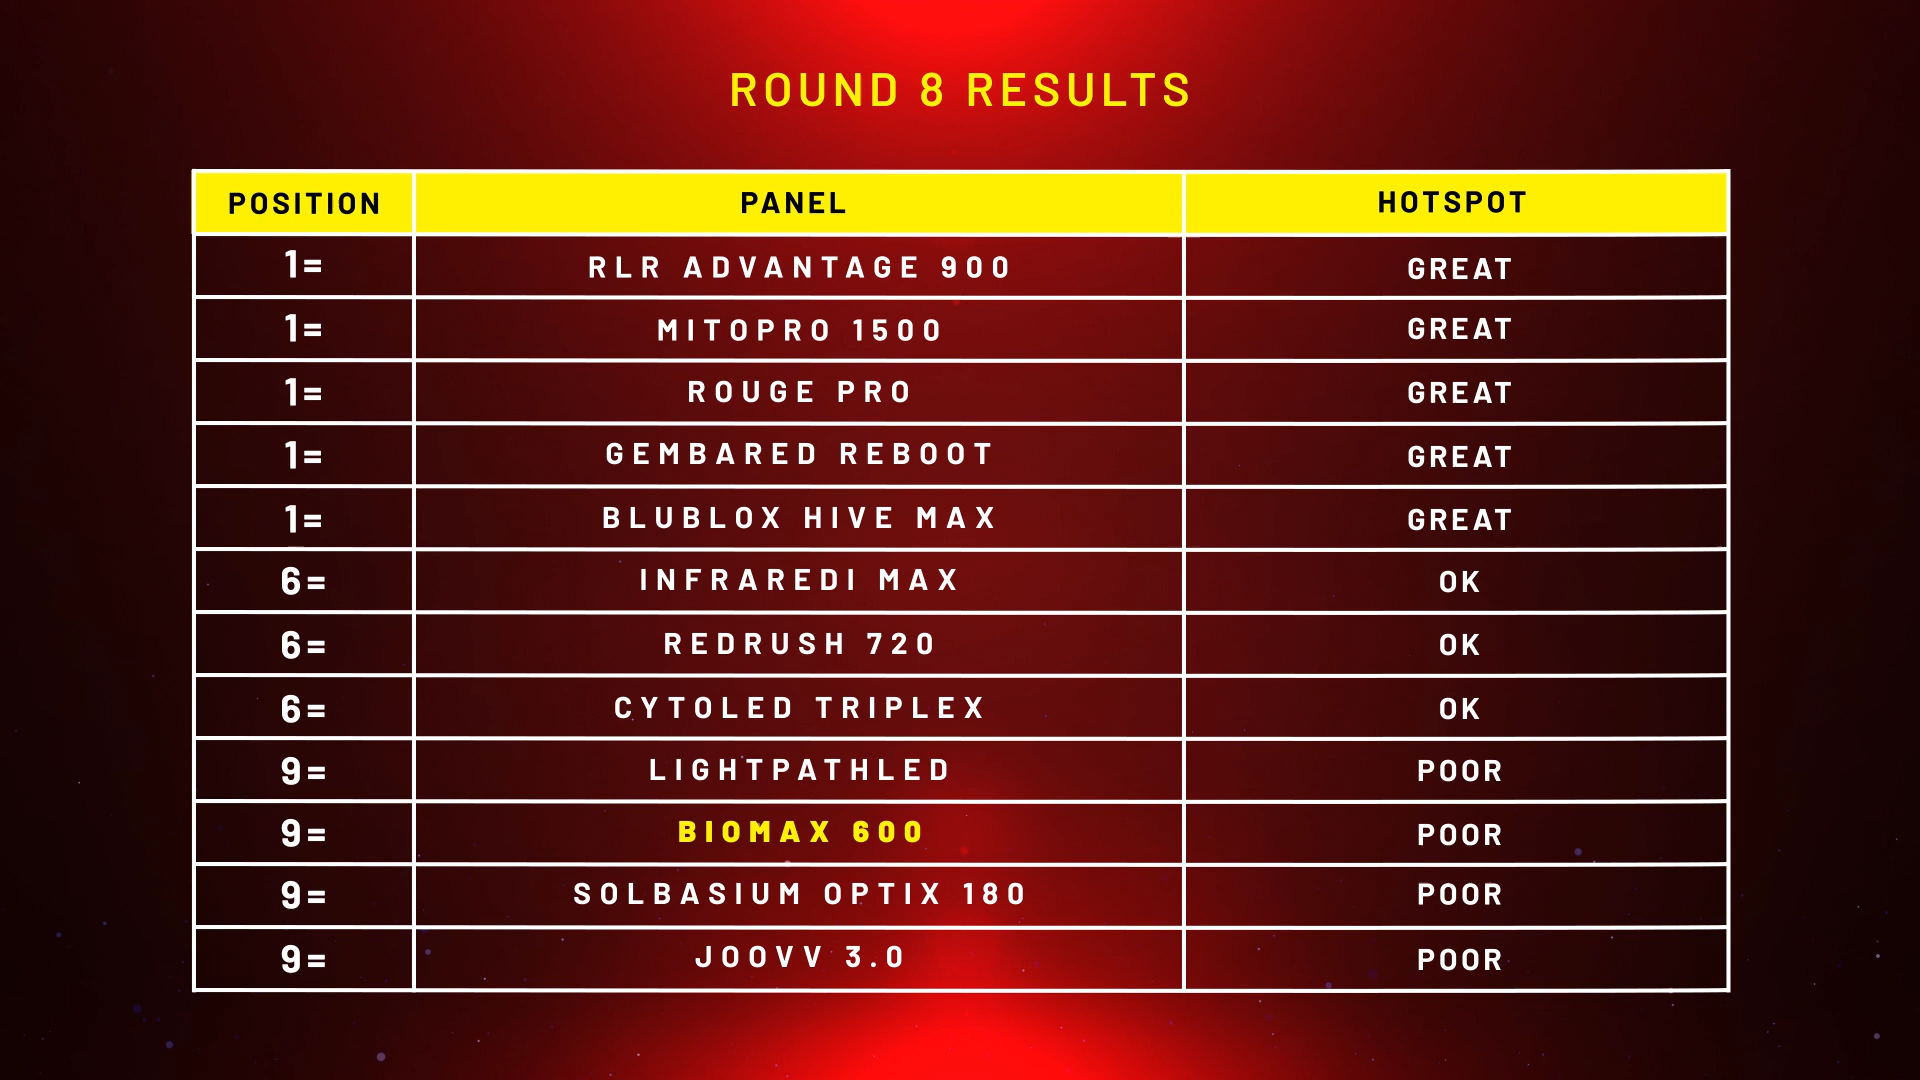 ROUND 8 RESULTS
POSITION PANEL HOTSPOT
1= RLR ADVANTAGE 900 GREAT
1= MITOPRO 1500 GREAT
1= ROUGE PRO GREAT
1= GEMBARED REBOOT GREAT
1= BLUBLOX HIVE MAX GREAT
6= INFRAREDI MAX OK
6= REDRUSH 720 OK
6= CYTOLED TRIPLEX OK
9= LIGHTPATHLED POOR
9= BIOMAX 600 POOR
9= SOLBASIUM OPTIX 180 POOR
9= JOOVV 3.0 POOR